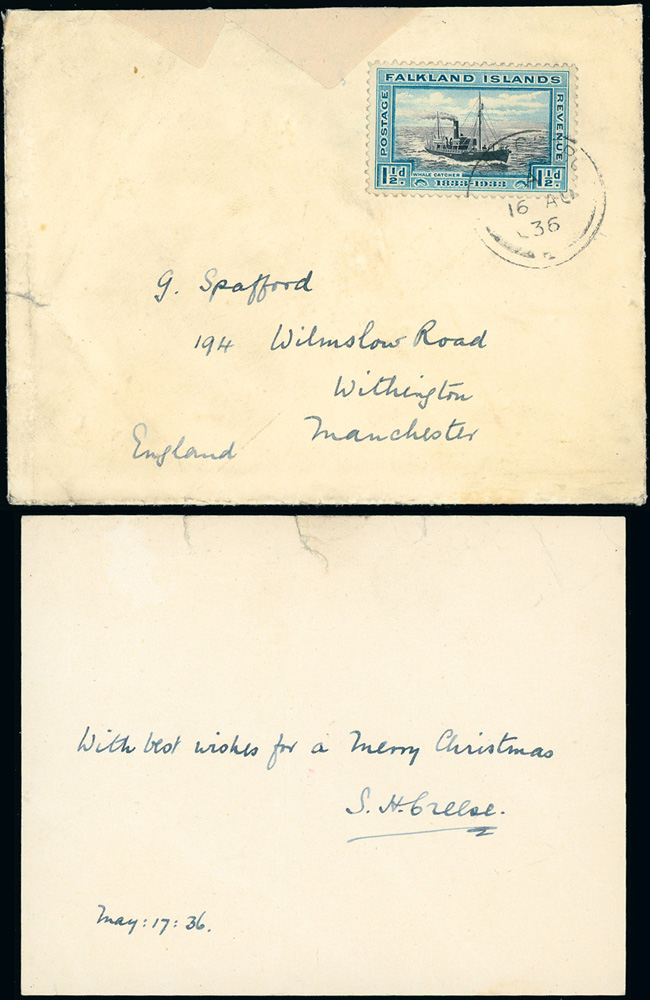 FALKLAND ISLANDS
POSTAGE
REVENUE
WHALE CATCHER
1½d. 1833-1933 1½d.
16 AU
36
G. Spafford
194 Wilmslow Road
Withington
Manchester
England
With best wishes for a Merry Christmas
S. H. Creese.
May: 17: 36.